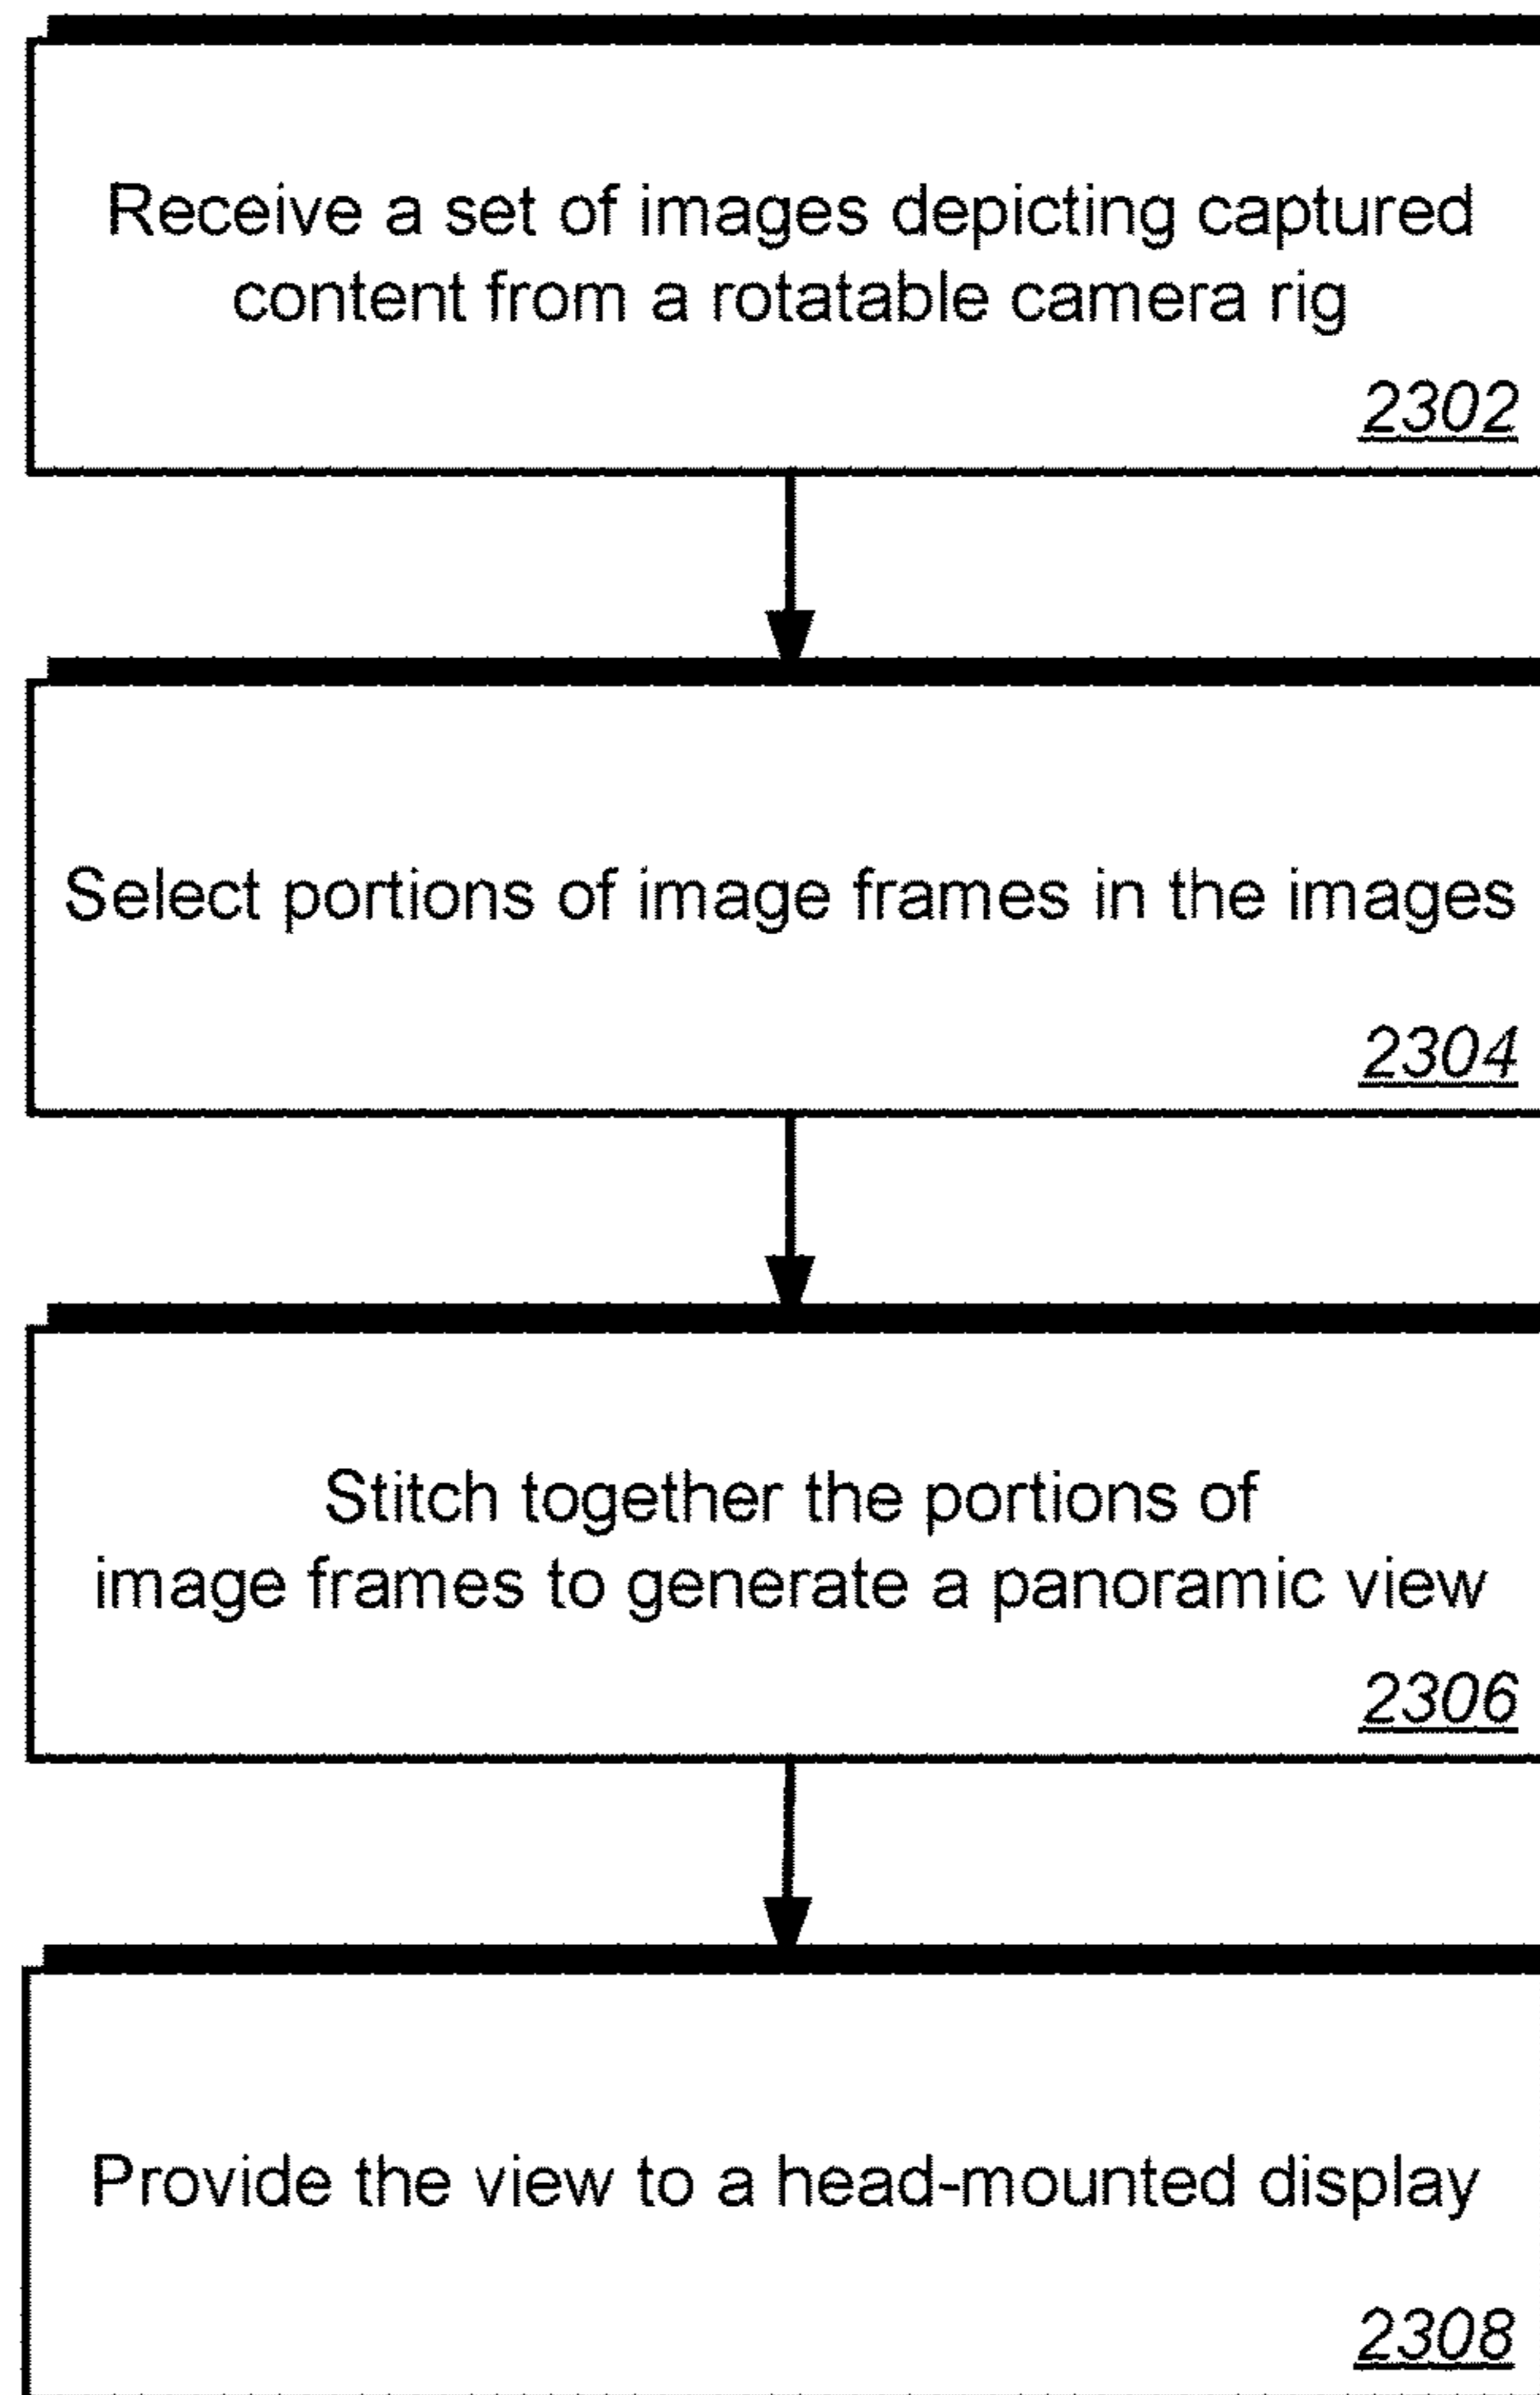 Receive a set of images depicting captured
content from a rotatable camera rig
2302
Select portions of image frames in the images
2304
Stitch together the portions of
image frames to generate a panoramic view
2306
Provide the view to a head-mounted display
2308